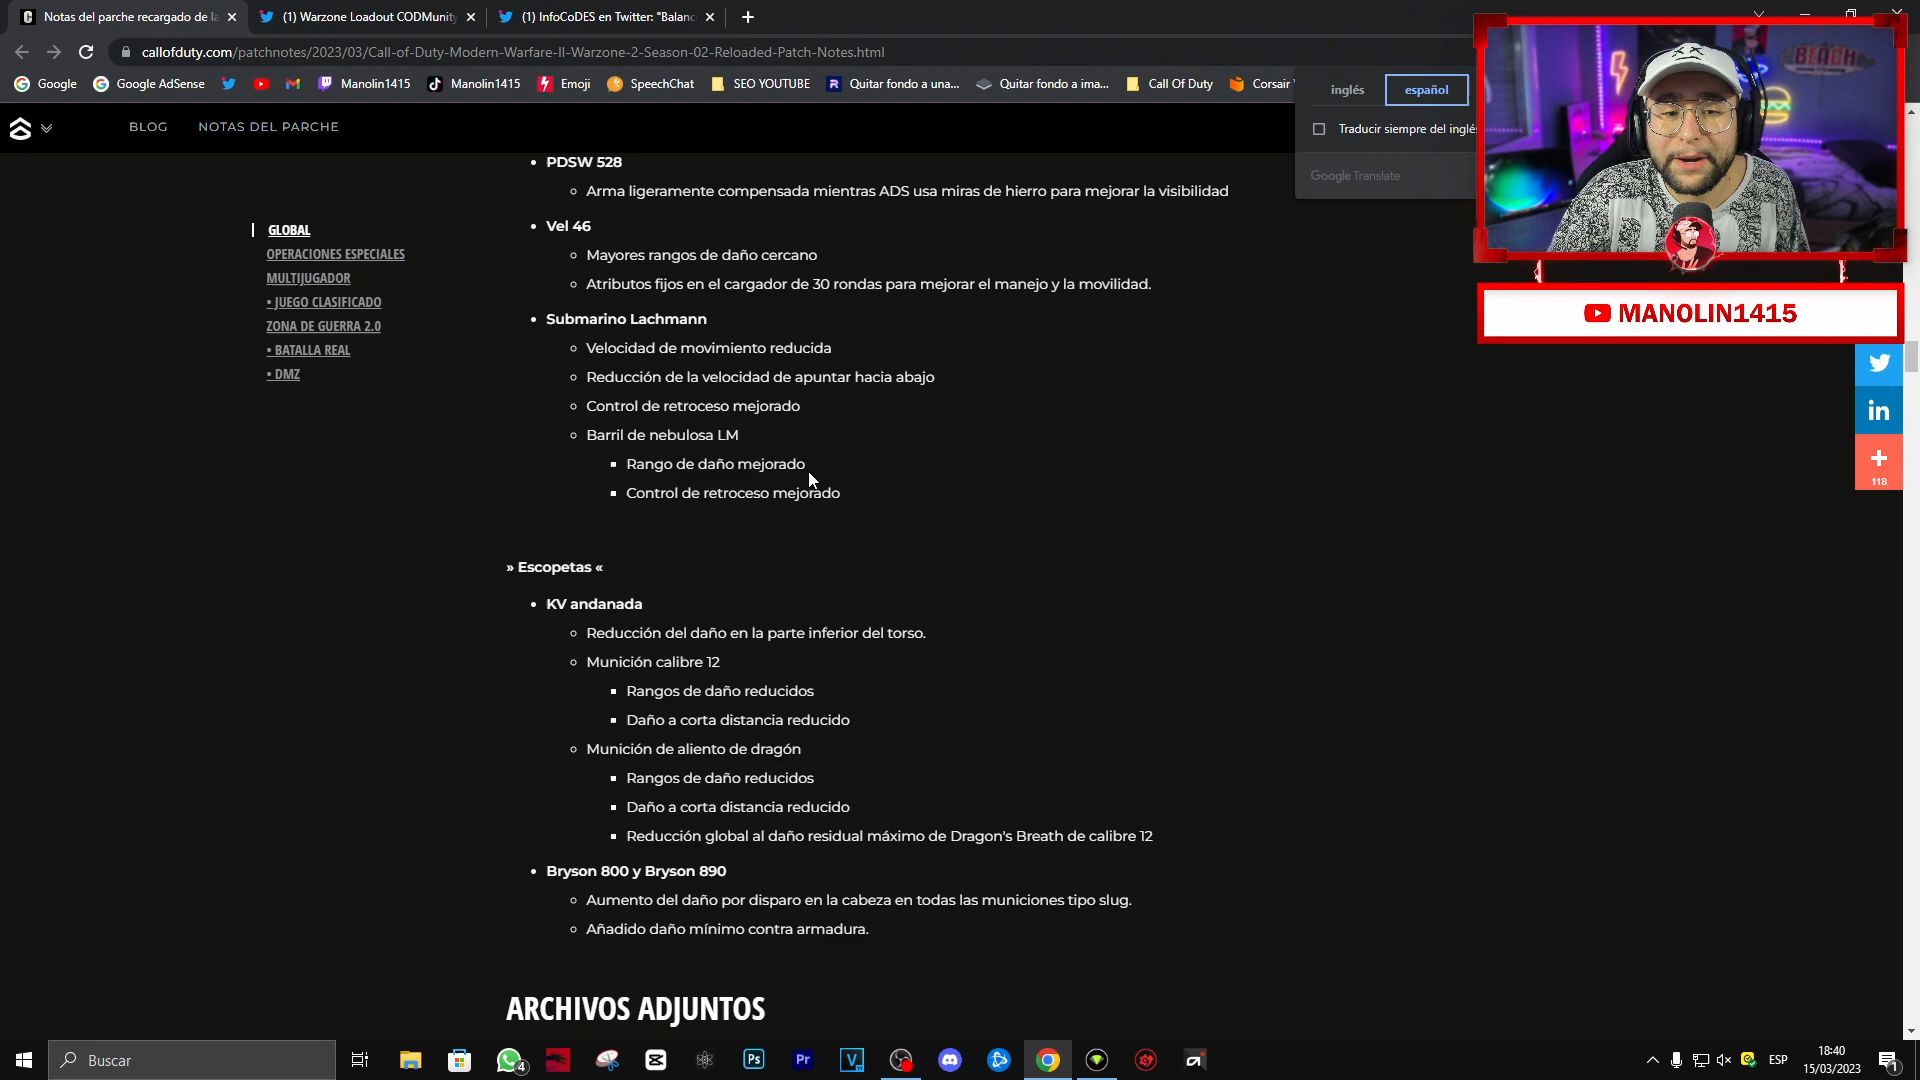 Notas del parche recargado de la
(1) Warzone Loadout CODMunity
(1) InfoCoDES en Twitter: "Balanc
callofduty.com/patchnotes/2023/03/Call-of-Duty-Modern-Warfare-II-Warzone-2-Season-02-Reloaded-Patch-Notes.html
Google
Google AdSense
Manolin1415
Manolin1415
Emoji
SpeechChat
SEO YOUTUBE
Quitar fondo a una...
Quitar fondo a ima...
Call Of Duty
Corsair
inglés
español
Traducir siempre del inglés
Google Translate
BLOG
NOTAS DEL PARCHE
GLOBAL
OPERACIONES ESPECIALES
MULTIJUGADOR
• JUEGO CLASIFICADO
ZONA DE GUERRA 2.0
• BATALLA REAL
• DMZ
• PDSW 528
Arma ligeramente compensada mientras ADS usa miras de hierro para mejorar la visibilidad
• Vel 46
Mayores rangos de daño cercano
Atributos fijos en el cargador de 30 rondas para mejorar el manejo y la movilidad.
• Submarino Lachmann
Velocidad de movimiento reducida
Reducción de la velocidad de apuntar hacia abajo
Control de retroceso mejorado
Barril de nebulosa LM
Rango de daño mejorado
Control de retroceso mejorado
» Escopetas «
• KV andanada
Reducción del daño en la parte inferior del torso.
Munición calibre 12
Rangos de daño reducidos
Daño a corta distancia reducido
Munición de aliento de dragón
Rangos de daño reducidos
Daño a corta distancia reducido
Reducción global al daño residual máximo de Dragon's Breath de calibre 12
• Bryson 800 y Bryson 890
Aumento del daño por disparo en la cabeza en todas las municiones tipo slug.
Añadido daño mínimo contra armadura.
ARCHIVOS ADJUNTOS
MANOLIN1415
in
118
Buscar
4
Ps
Pr
V
ESP
18:40
15/03/2023
1